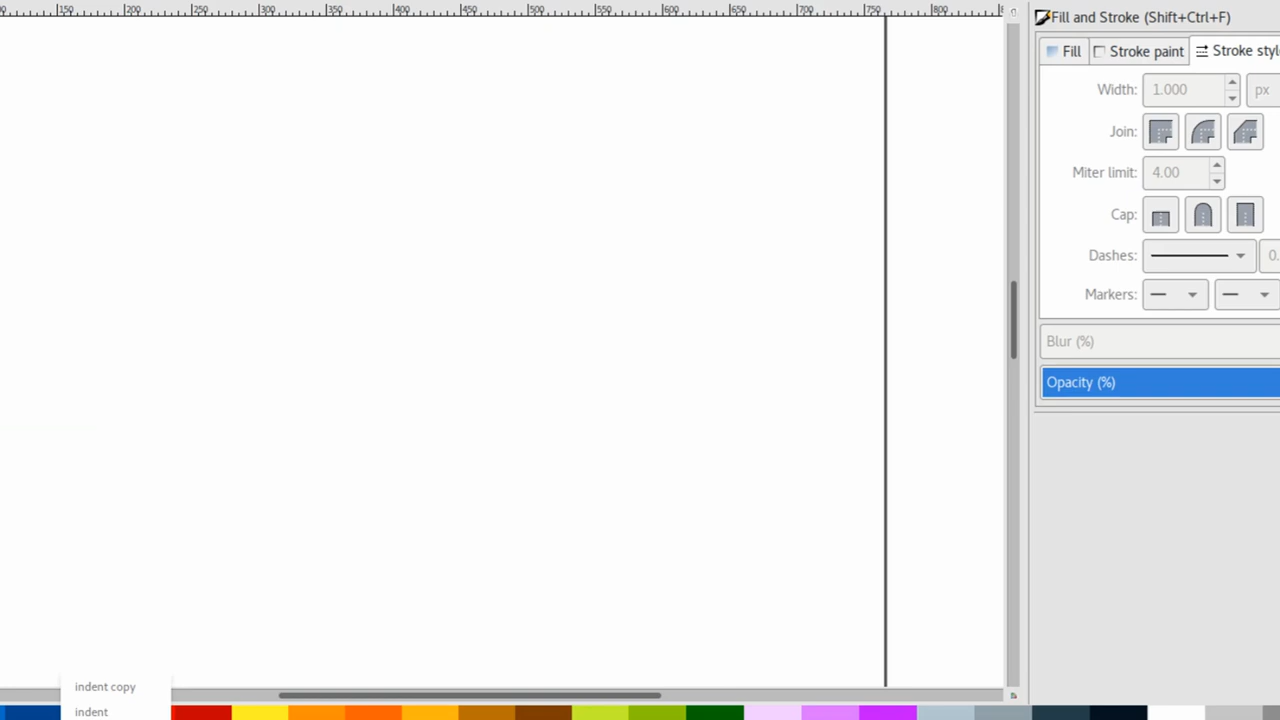 150 200 250 300 350 400 450 500 550 600 650 700 750 800
Fill and Stroke (Shift+Ctrl+F)
Fill Stroke paint Stroke styl
Width: 1.000 px
Join:
Miter limit: 4.00
Cap:
Dashes: 0.
Markers:
Blur (%)
Opacity (%)
indent copy
indent